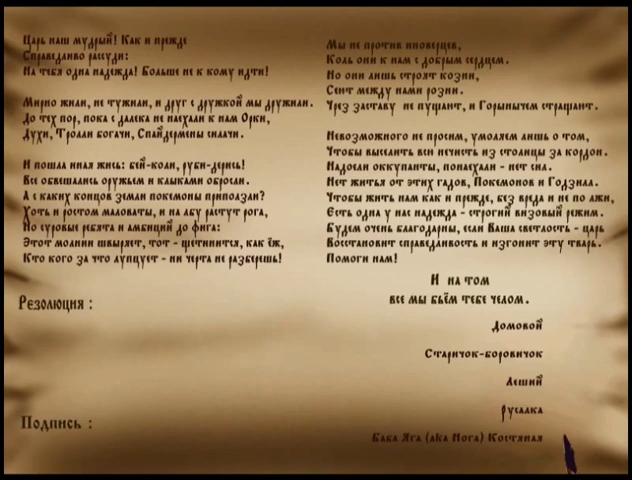 Царь наш мудрый! Как и прежде
Справедливо рассуди:
На тебя одна надежда! Больше не к кому идти!
Мирно жили, не тужили, и друг с дружкой мы дружили.
До тех пор, пока с далека не наехали к нам Орки,
Духи, Тролли богачи, Спайдермены силачи.
И пошла иная жись: бей-коли, руби-дерись!
Все обвешались оружьем и клыками обросли.
А с каких концов земли покемоны приползли?
Хоть и ростом маловаты, и на лбу растут рога,
Но суровые ребята и амбиций до фига:
Этот молнии швыряет, тот - щетинится, как ёж,
Кто кого за что лупцует - ни черта не разберешь!
Резолюция :
Подпись :
Мы не против иноверцев,
Коль они к нам с добрым сердцем.
Но они лишь строят козни,
Сеют между нами розни.
Чрез заставу не пущают, и Горынычем стращают.
Невозможного не просим, умоляем лишь о том,
Чтобы выселить вси нечисть из столицы за кордон.
Надоели оккупанты, понаехали - нет сил.
Нет житья от этих гадов, Покемонов и Годзилл.
Чтобы жить нам как и прежде, без вреда и не по лжи,
Есть одна у нас надежда - строгий визовый режим.
Будем очень благодарны, если Ваша светлость - царь
Восстановит справедливость и изгонит эту тварь.
Помоги нам!
И на том
все мы бьём тебе челом.
Домовой
Старичок-боровичок
Леший
Русалка
Баба Яга (aka Нога) Костяная